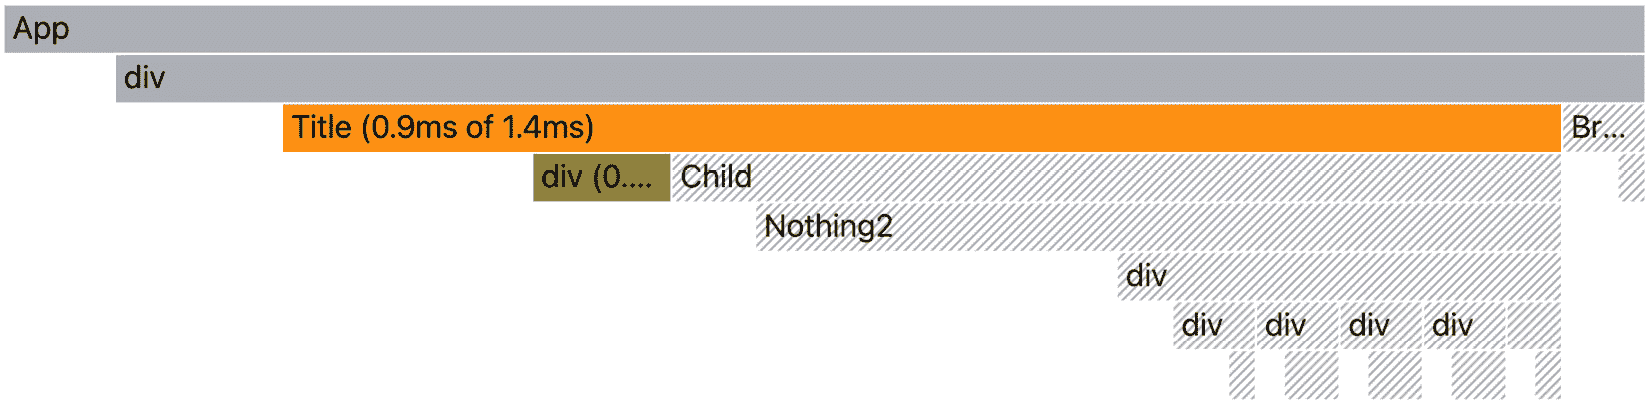 App
div
Title (0.9ms of 1.4ms) Br...
div (0.... Child
Nothing2
div
div div div div